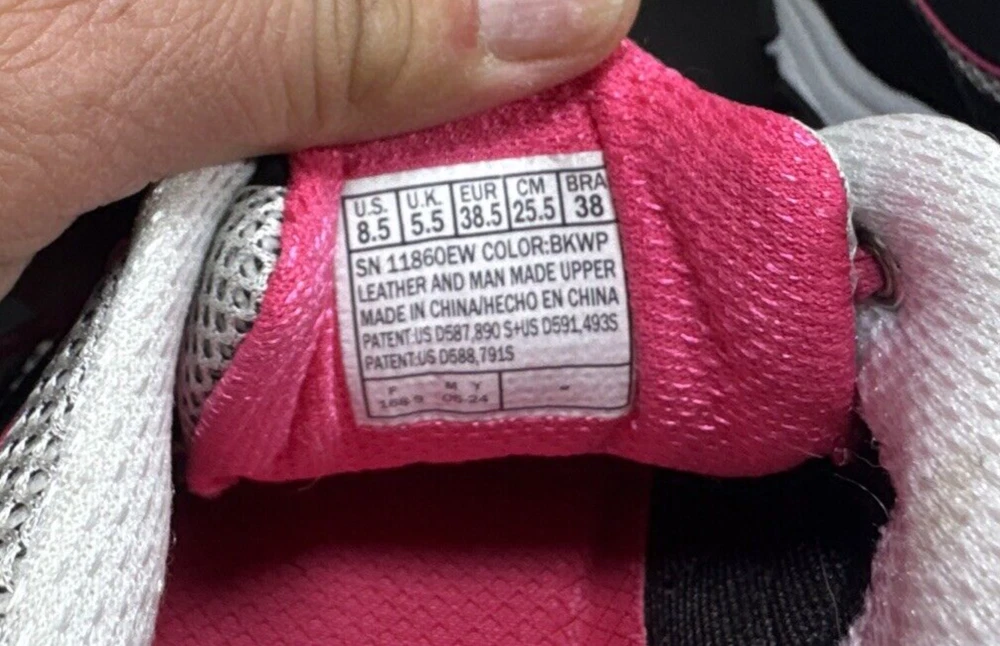 U.S. U.K. EUR CM BRA
8.5 5.5 38.5 25.5 38
SN 11860EW COLOR:BKWP
LEATHER AND MAN MADE UPPER
MADE IN CHINA/HECHO EN CHINA
PATENT:US D587,890 S+US D591,493S
PATENT:US D588,791S
F M Y -
06-24